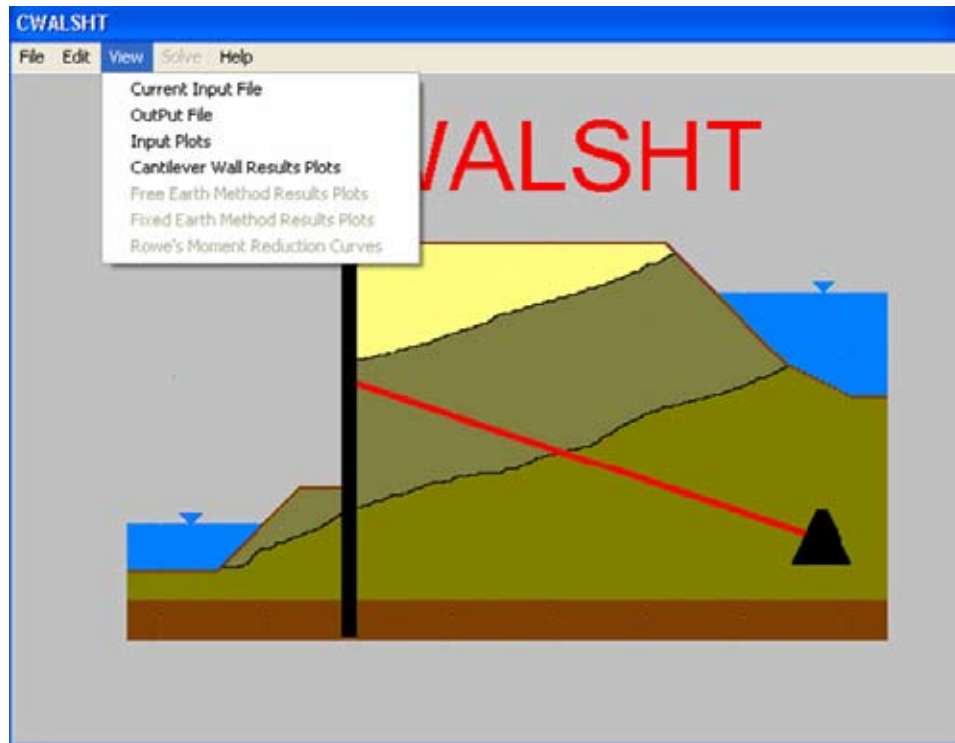 CWALSHT
File Edit View Solve Help
Current Input File
OutPut File
Input Plots
Cantilever Wall Results Plots
Free Earth Method Results Plots
Fixed Earth Method Results Plots
Rowe's Moment Reduction Curves
WALSHT